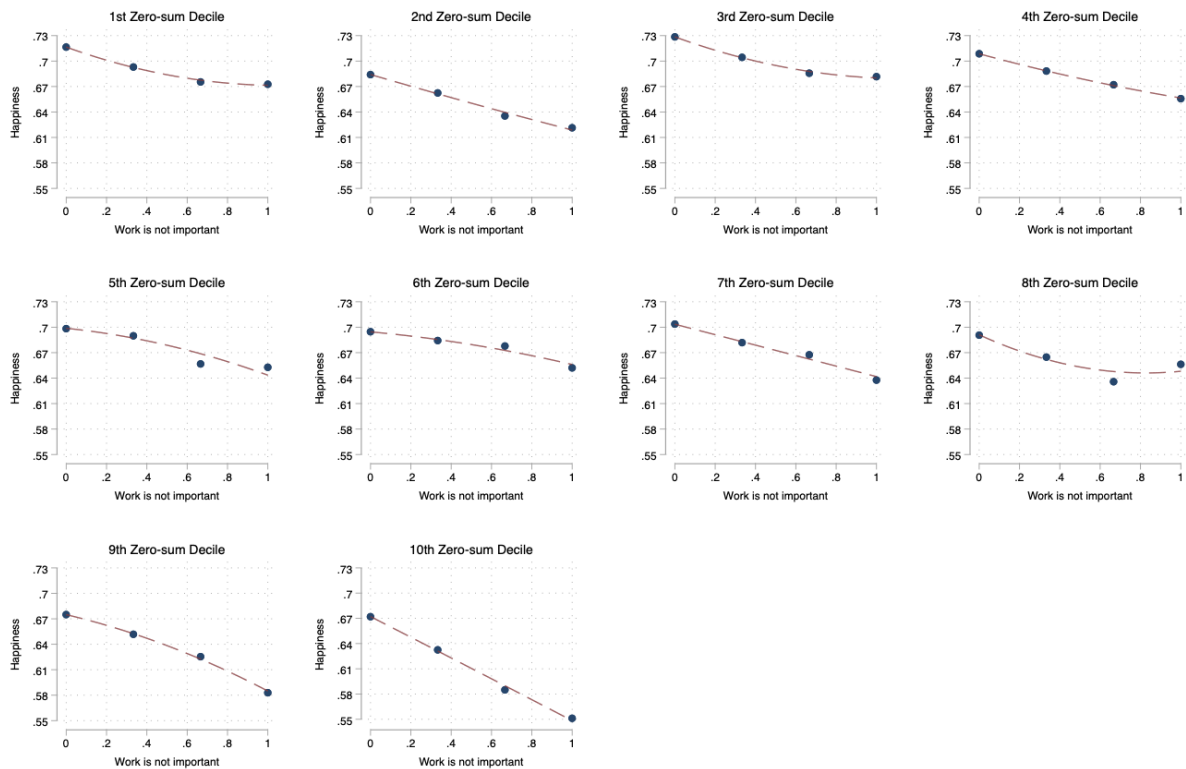 1st Zero-sum Decile
.73
.7
.67
.64
.61
.58
.55
Happiness
0 .2 .4 .6 .8 1
Work is not important
2nd Zero-sum Decile
.73
.7
.67
.64
.61
.58
.55
Happiness
0 .2 .4 .6 .8 1
Work is not important
3rd Zero-sum Decile
.73
.7
.67
.64
.61
.58
.55
Happiness
0 .2 .4 .6 .8 1
Work is not important
4th Zero-sum Decile
.73
.7
.67
.64
.61
.58
.55
Happiness
0 .2 .4 .6 .8 1
Work is not important
5th Zero-sum Decile
.73
.7
.67
.64
.61
.58
.55
Happiness
0 .2 .4 .6 .8 1
Work is not important
6th Zero-sum Decile
.73
.7
.67
.64
.61
.58
.55
Happiness
0 .2 .4 .6 .8 1
Work is not important
7th Zero-sum Decile
.73
.7
.67
.64
.61
.58
.55
Happiness
0 .2 .4 .6 .8 1
Work is not important
8th Zero-sum Decile
.73
.7
.67
.64
.61
.58
.55
Happiness
0 .2 .4 .6 .8 1
Work is not important
9th Zero-sum Decile
.73
.7
.67
.64
.61
.58
.55
Happiness
0 .2 .4 .6 .8 1
Work is not important
10th Zero-sum Decile
.73
.7
.67
.64
.61
.58
.55
Happiness
0 .2 .4 .6 .8 1
Work is not important